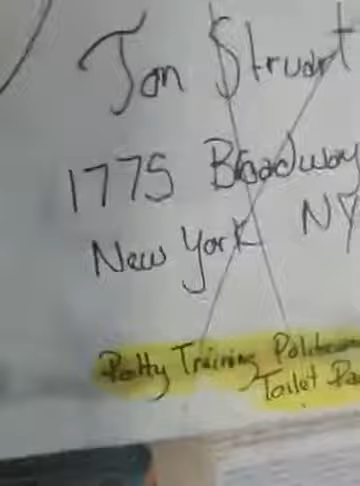 Jon Struart
1775 Broadway
New York NY
Potty Training
Toilet